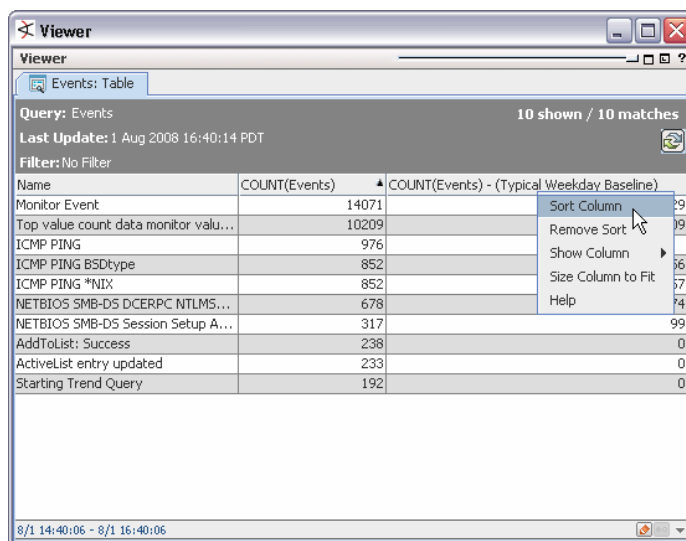 Viewer
Viewer
Events: Table
Query: Events 10 shown / 10 matches
Last Update: 1 Aug 2008 16:40:14 PDT
Filter: No Filter
Name COUNT(Events) COUNT(Events) - (Typical Weekday Baseline)
Monitor Event 14071 29
Top value count data monitor valu... 10209 09
ICMP PING 976
ICMP PING BSDtype 852 56
ICMP PING *NIX 852 57
NETBIOS SMB-DS DCERPC NTLMS... 678 74
NETBIOS SMB-DS Session Setup A... 317 99
AddToList: Success 238 0
ActiveList entry updated 233 0
Starting Trend Query 192 0
Sort Column
Remove Sort
Show Column
Size Column to Fit
Help
8/1 14:40:06 - 8/1 16:40:06